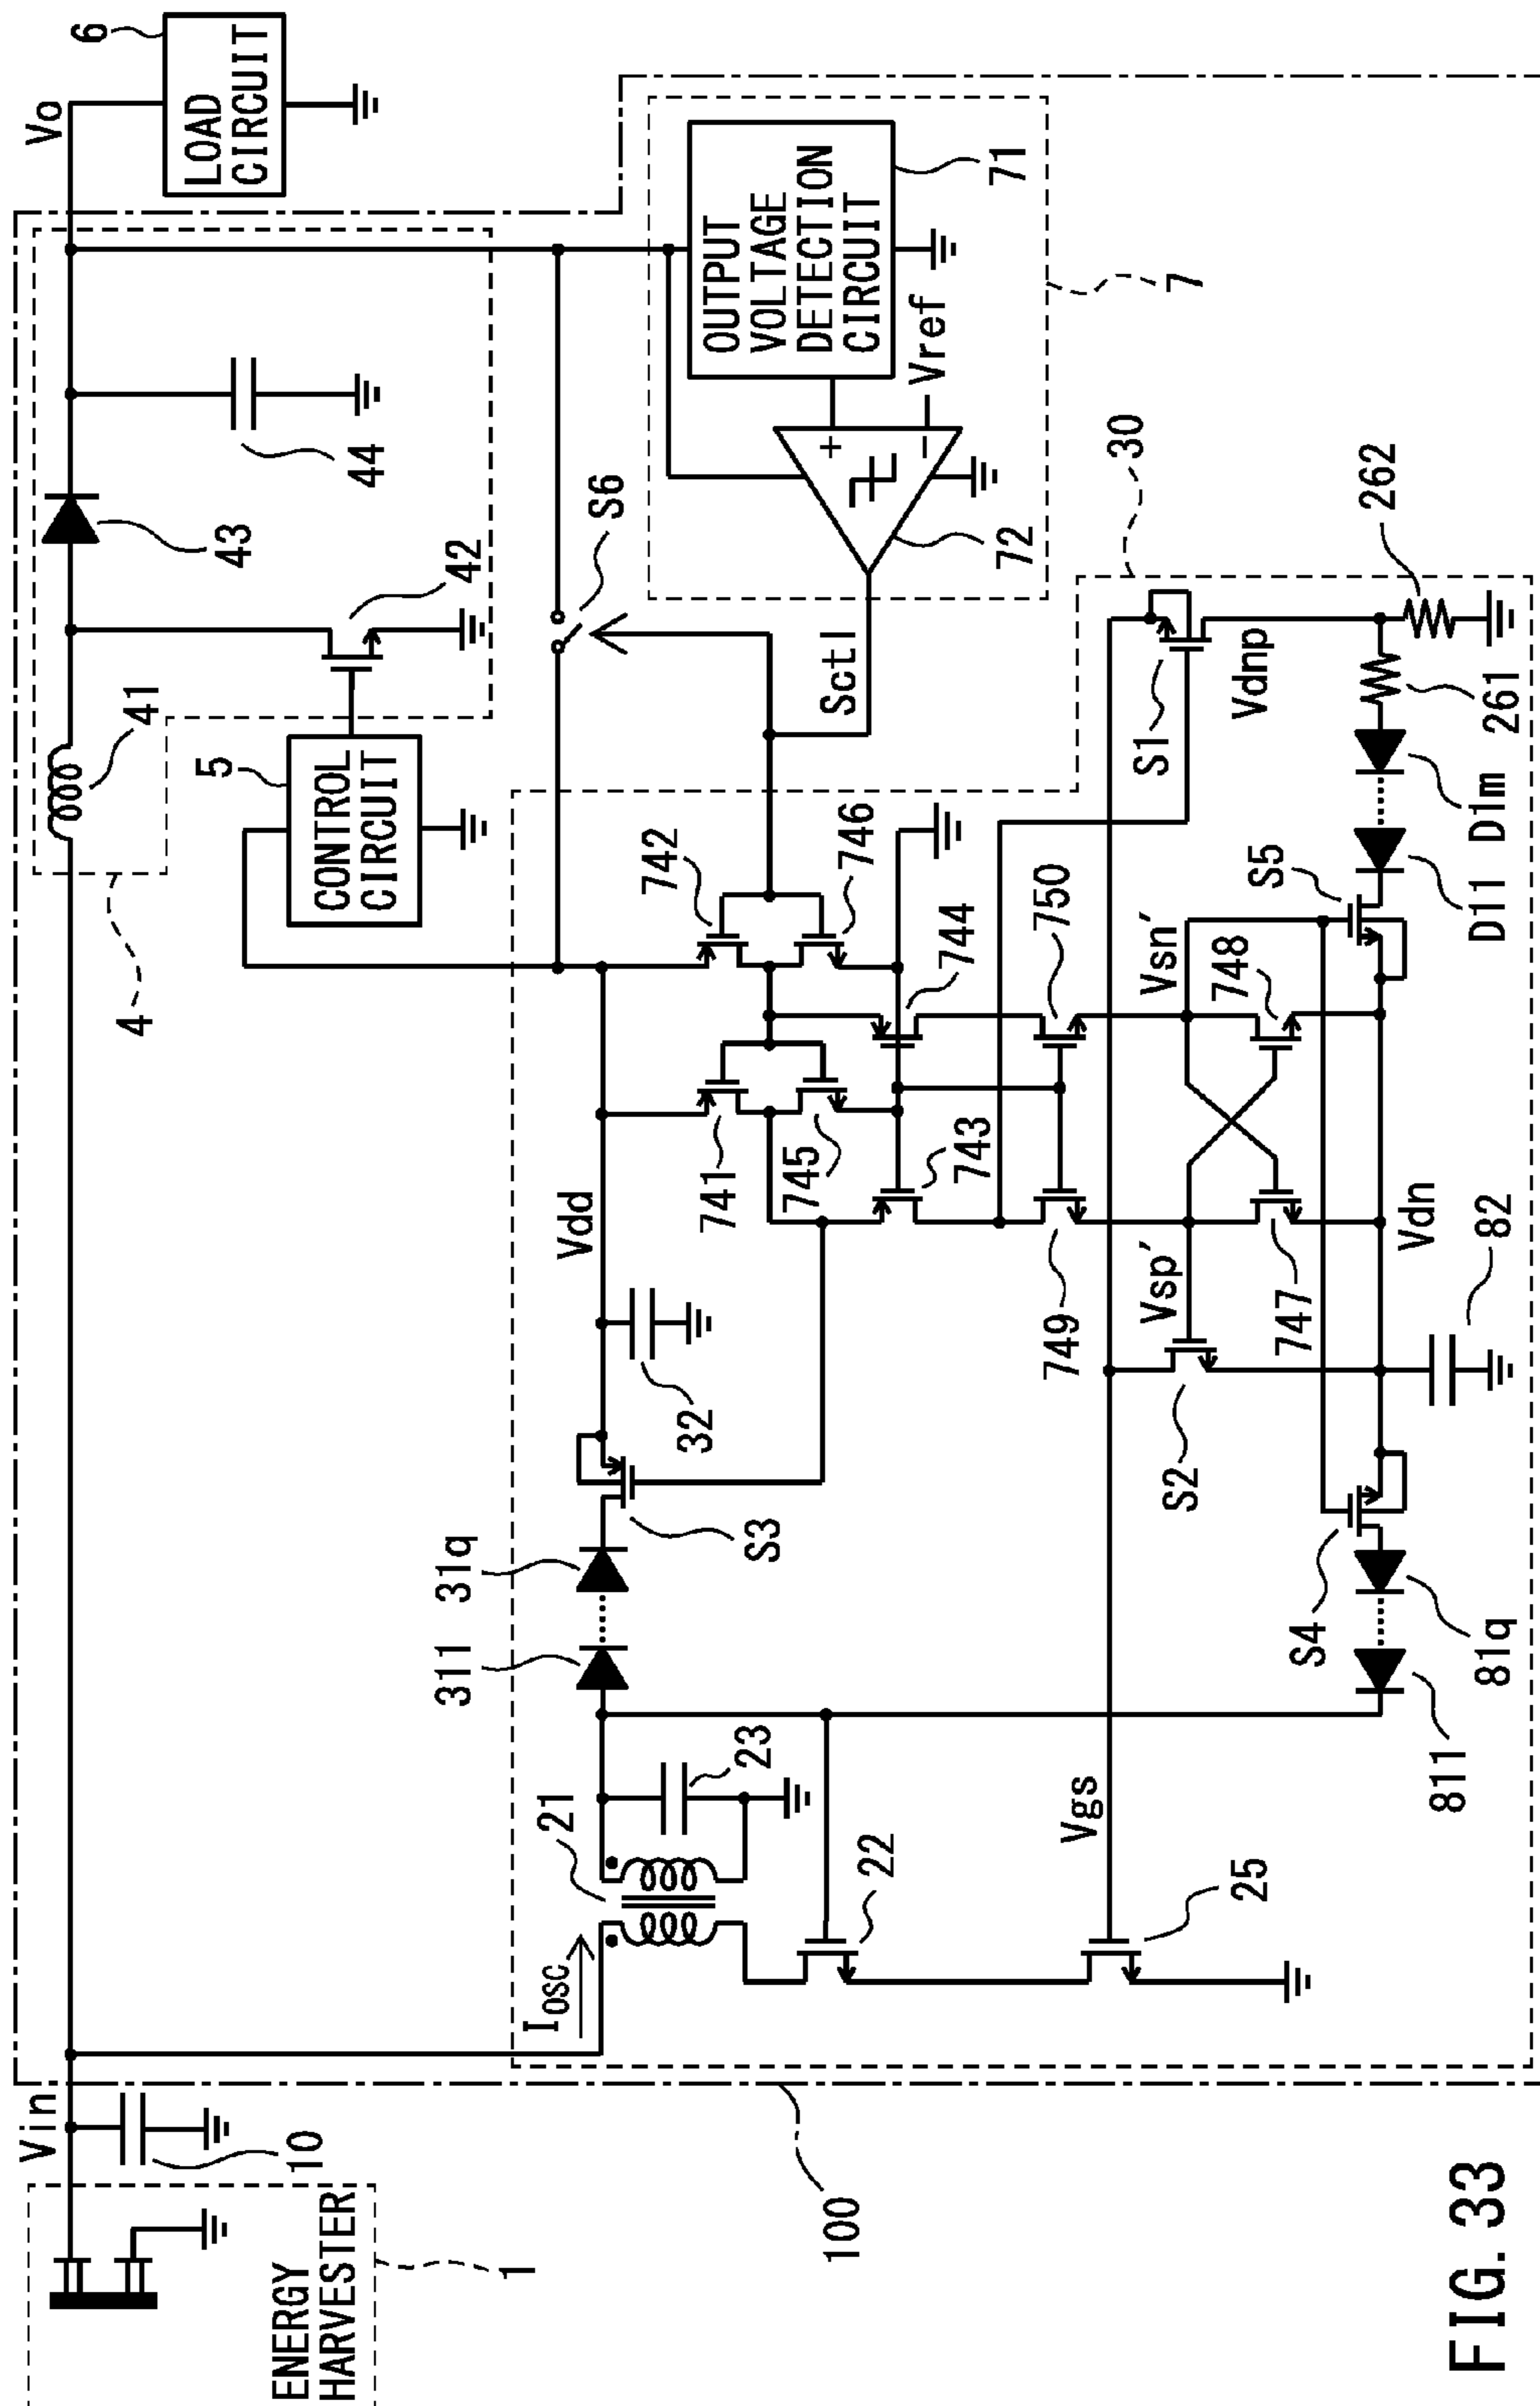 ENERGY
HARVESTER
1
Vin
10
100
4
41
43
42
44
5
CONTROL
CIRCUIT
Vo
6
LOAD
CIRCUIT
S6
OUTPUT
VOLTAGE
DETECTION
CIRCUIT
71
7
Vref
+
−
72
Sctl
30
IOSC
21
23
22
25
Vgs
311
31q
S3
32
Vdd
741
742
745
746
743
744
749
750
Vsp'
Vsn'
747
748
S1
S2
S4
S5
Vdnp
Vdn
82
811
81q
D11
D1m
261
262
FIG. 33